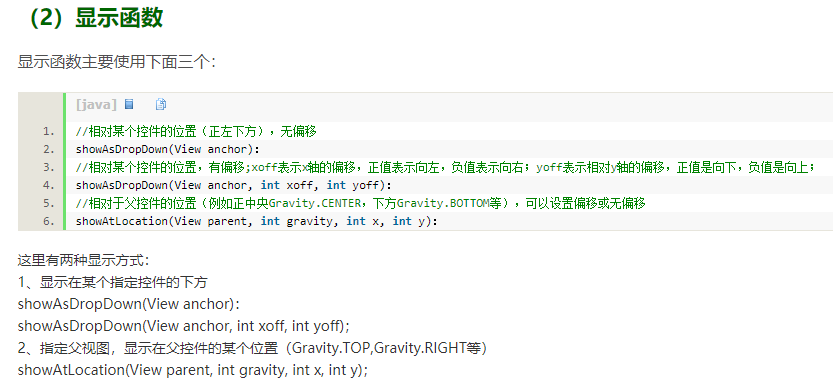 （2）显示函数
显示函数主要使用下面三个：
[java]
1. //相对某个控件的位置（正左下方），无偏移
2. showAsDropDown(View anchor):
3. //相对某个控件的位置，有偏移;xoff表示x轴的偏移，正值表示向左，负值表示向右；yoff表示相对y轴的偏移，正值是向下，负值是向上；
4. showAsDropDown(View anchor, int xoff, int yoff):
5. //相对于父控件的位置（例如正中央Gravity.CENTER，下方Gravity.BOTTOM等），可以设置偏移或无偏移
6. showAtLocation(View parent, int gravity, int x, int y):
这里有两种显示方式：
1、显示在某个指定控件的下方
showAsDropDown(View anchor)：
showAsDropDown(View anchor, int xoff, int yoff)；
2、指定父视图，显示在父控件的某个位置（Gravity.TOP,Gravity.RIGHT等）
showAtLocation(View parent, int gravity, int x, int y)；